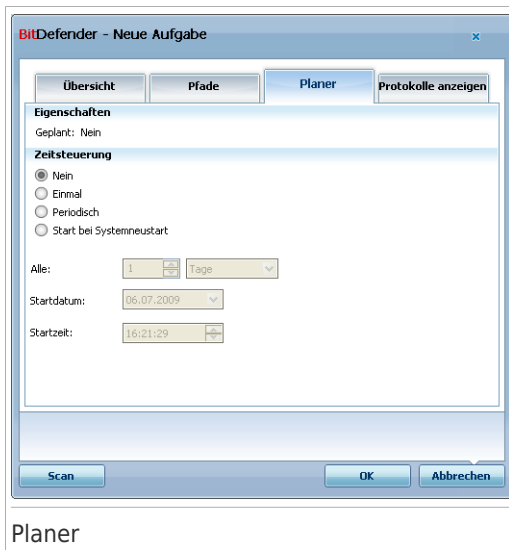 BitDefender - Neue Aufgabe
Übersicht Pfade Planer Protokolle anzeigen
Eigenschaften
Geplant: Nein
Zeitsteuerung
Nein
Einmal
Periodisch
Start bei Systemneustart
Alle: 1 Tage
Startdatum: 06.07.2009
Startzeit: 16:21:29
Scan OK Abbrechen
Planer